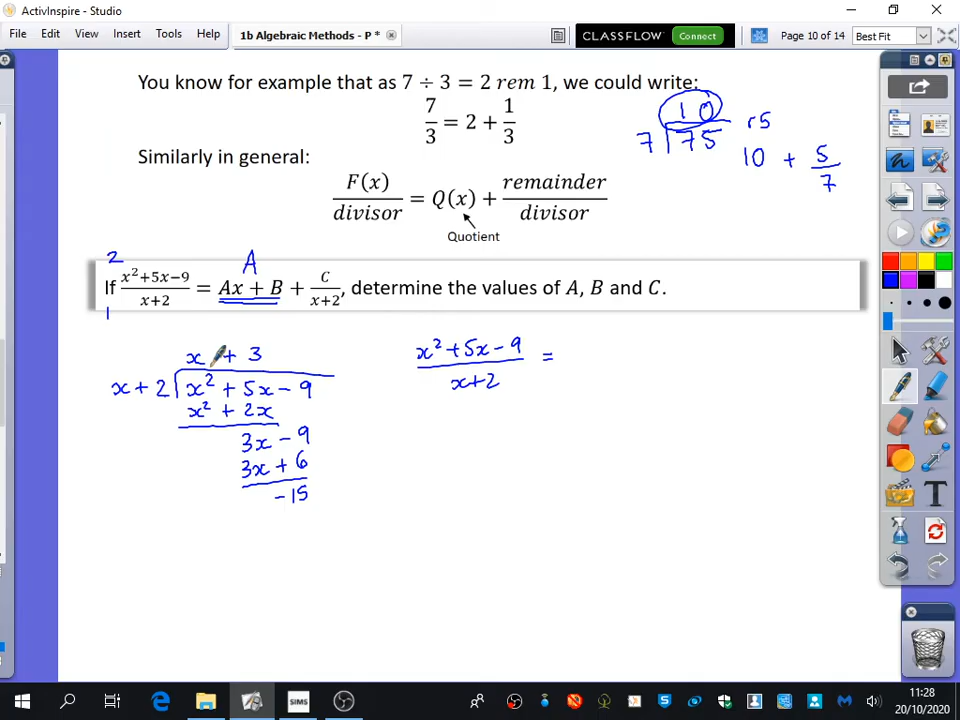 ActivInspire - Studio
File Edit View Insert Tools Help
1b Algebraic Methods - P *
CLASSFLOW Connect
Page 10 of 14
Best Fit
You know for example that as 7 ÷ 3 = 2 rem 1, we could write:
7/3 = 2 + 1/3
10 r5
7 | 75
10 + 5/7
Similarly in general:
F(x)/divisor = Q(x) + remainder/divisor
Quotient
2
A
If (x²+5x−9)/(x+2) = Ax + B + C/(x+2), determine the values of A, B and C.
1
x + 3
x + 2 | x² + 5x − 9
x² + 2x
3x − 9
3x + 6
−15
(x² + 5x − 9)/(x+2) =
SIMS
11:28
20/10/2020